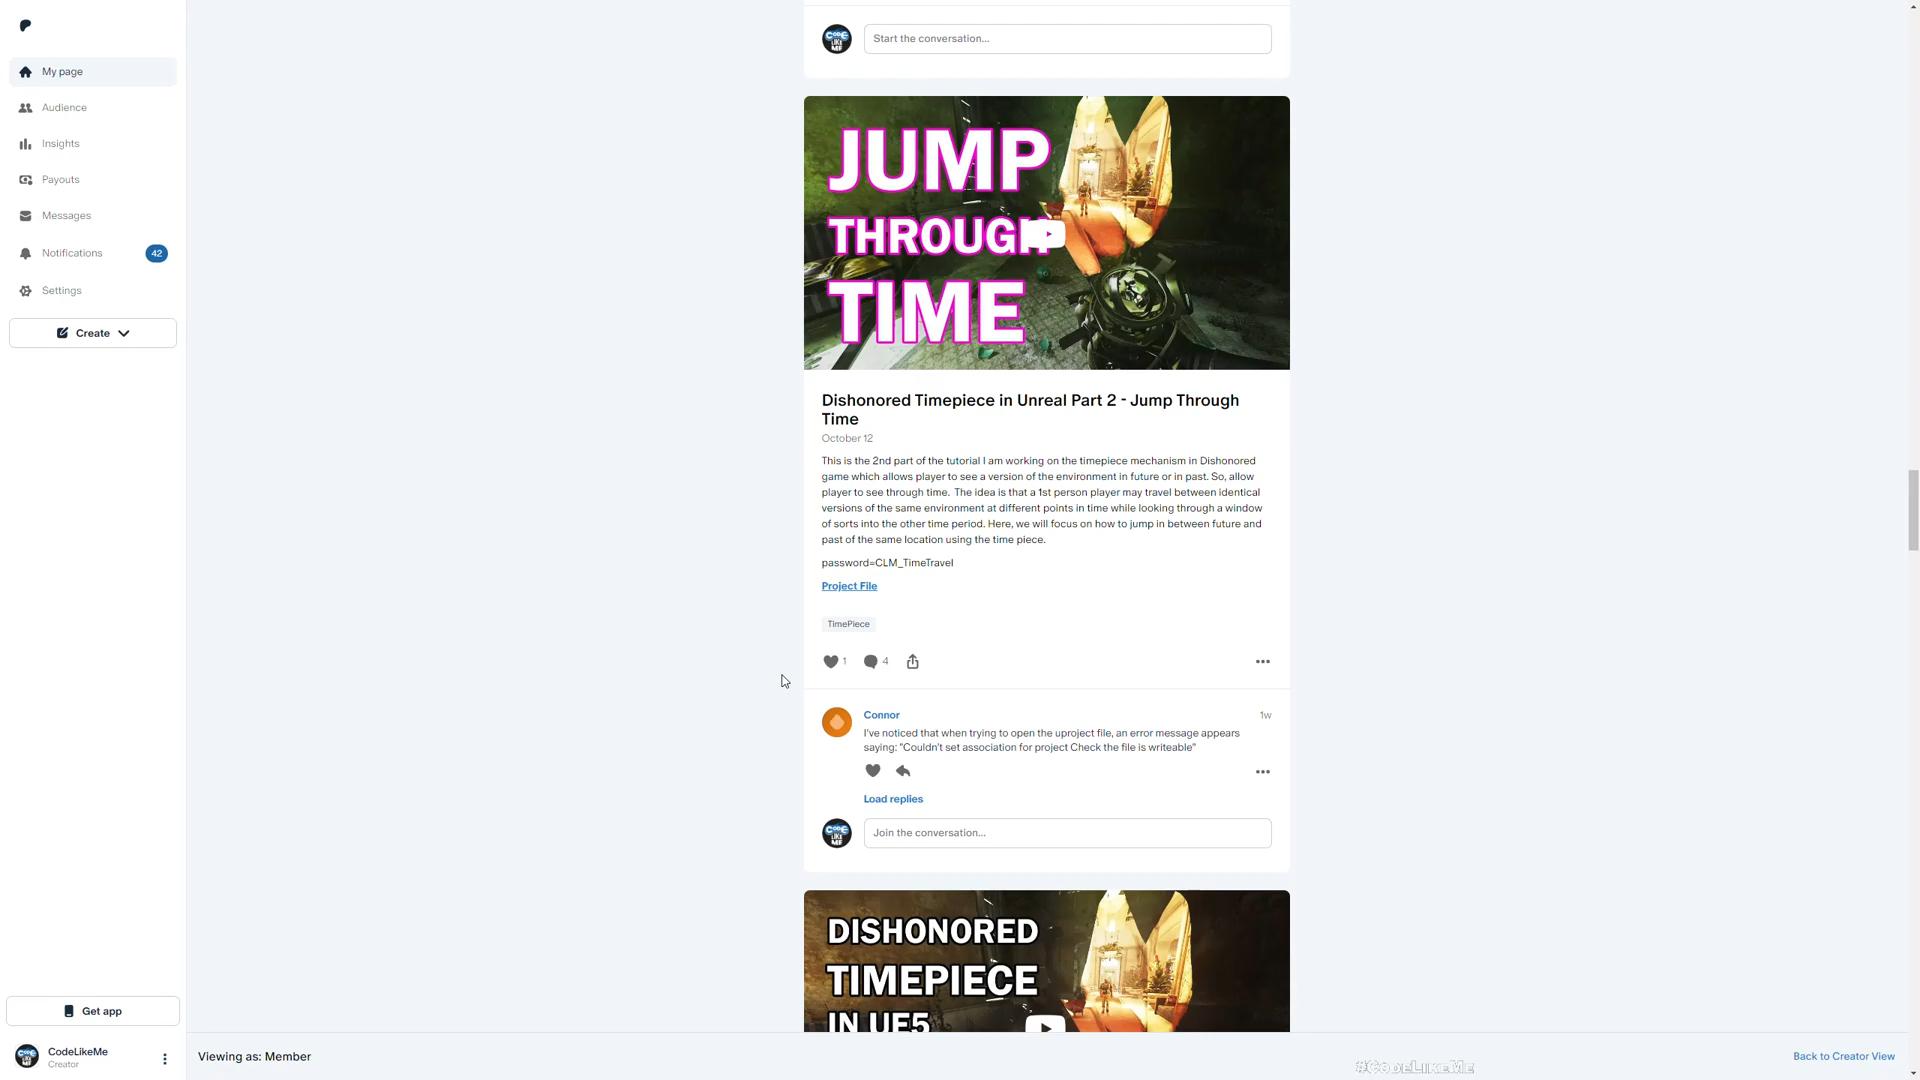 My page
Audience
Insights
Payouts
Messages
Notifications
42
Settings
Create
Get app
CodeLikeMe
Creator
CODE
LIKE
ME
Start the conversation...
JUMP
THROUGH
TIME
Dishonored Timepiece in Unreal Part 2 - Jump Through
Time
October 12
This is the 2nd part of the tutorial I am working on the timepiece mechanism in Dishonored
game which allows player to see a version of the environment in future or in past. So, allow
player to see through time.  The idea is that a 1st person player may travel between identical
versions of the same environment at different points in time while looking through a window
of sorts into the other time period. Here, we will focus on how to jump in between future and
past of the same location using the time piece.
password=CLM_TimeTravel
Project File
TimePiece
1
4
Connor
1w
I've noticed that when trying to open the uproject file, an error message appears
saying: "Couldn't set association for project Check the file is writeable"
Load replies
CODE
LIKE
ME
Join the conversation...
DISHONORED
TIMEPIECE
IN UE5
Viewing as: Member
#CodeLikeMe
Back to Creator View